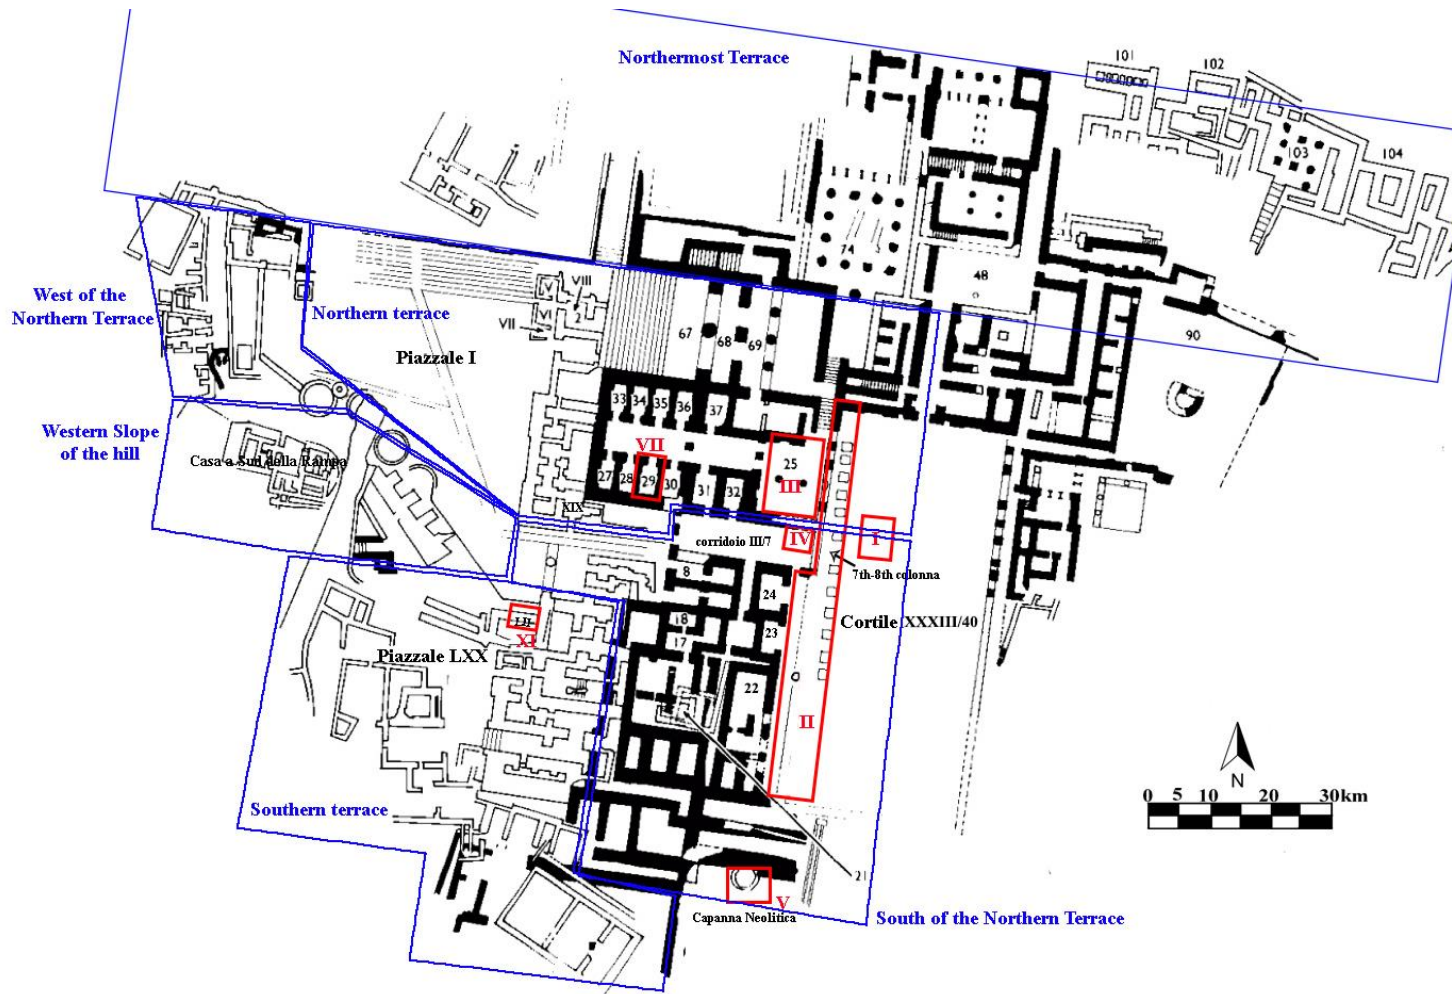 Northermost Terrace
101
102
103
104
74
48
90
West of the
Northern Terrace
Northern terrace
V
VIII
VI
2
VII
67
68
69
Piazzale I
Western Slope
of the hill
Casa a Sud della Rampa
33
34
35
36
37
VII
27
28
29
30
31
32
25
III
XIX
corridoio III/7
IV
I
7th-8th colonna
8
24
LII
XI
18
17
23
Cortile XXXIII/40
Piazzale LXX
22
II
N
0 5 10 20 30km
Southern terrace
21
V
Capanna Neolitica
South of the Northern Terrace